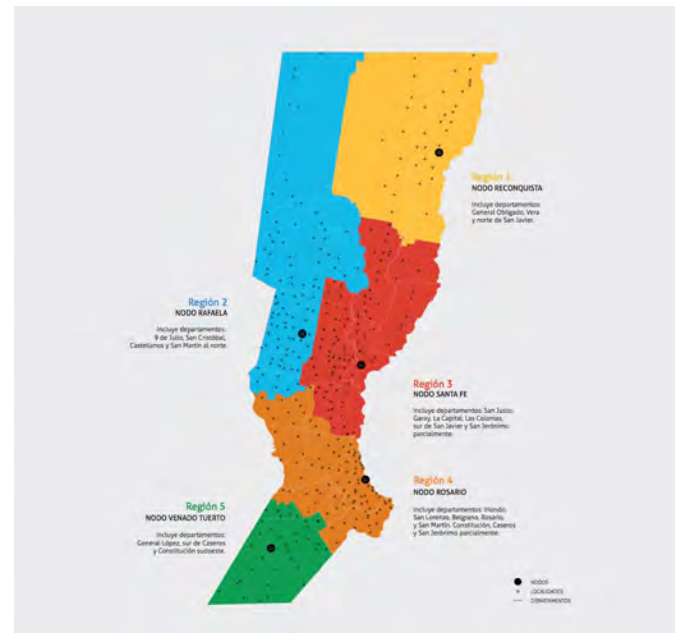 Región 1
NODO RECONQUISTA
Incluye departamentos:
General Obligado, Vera
y norte de San Javier.
Región 2
NODO RAFAELA
Incluye departamentos:
9 de Julio, San Cristóbal,
Castellanos y San Martín al norte.
Región 3
NODO SANTA FE
Incluye departamentos: San Justo,
Garay, La Capital, Las Colonias,
sur de San Javier y San Jerónimo
parcialmente.
Región 4
NODO ROSARIO
Incluye departamentos: Iriondo,
San Lorenzo, Belgrano, Rosario,
y San Martín, Constitución, Caseros
y San Jerónimo parcialmente.
Región 5
NODO VENADO TUERTO
Incluye departamentos:
General López, sur de Caseros
y Constitución sudoeste.
NODOS
LOCALIDADES
DEPARTAMENTOS